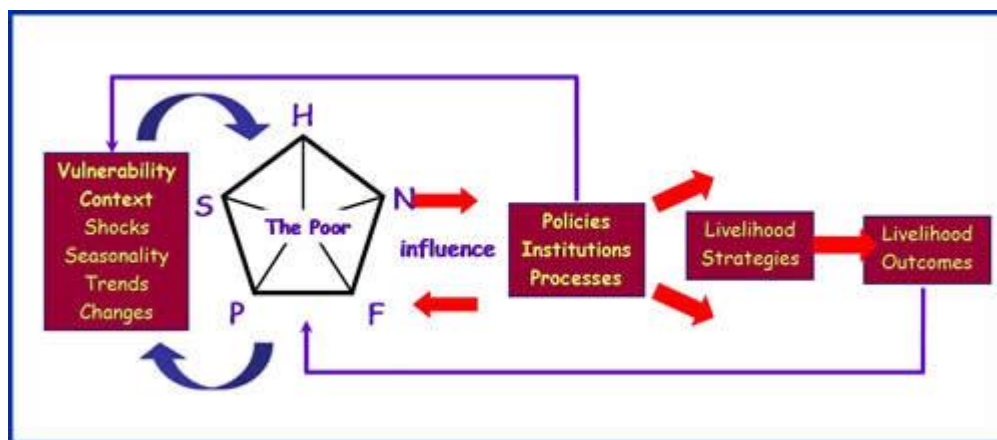 Vulnerability
Context
Shocks
Seasonality
Trends
Changes
H
S
N
The Poor
P
F
influence
Policies
Institutions
Processes
Livelihood
Strategies
Livelihood
Outcomes